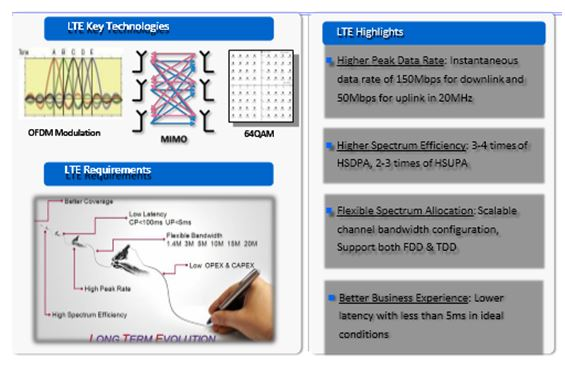 LTE Key Technologies
Tone A B C D E
OFDM Modulation
MIMO
64QAM
LTE Requirements
Better Coverage
Low Latency
CP<100ms UP<5ms
Flexible Bandwidth
1.4M 3M 5M 10M 15M 20M
Low OPEX & CAPEX
High Peak Rate
High Spectrum Efficiency
LONG TERM EVOLUTION
LTE Highlights
Higher Peak Data Rate: Instantaneous
data rate of 150Mbps for downlink and
50Mbps for uplink in 20MHz
Higher Spectrum Efficiency: 3-4 times of
HSDPA, 2-3 times of HSUPA
Flexible Spectrum Allocation: Scalable
channel bandwidth configuration,
Support both FDD & TDD
Better Business Experience: Lower
latency with less than 5ms in ideal
conditions